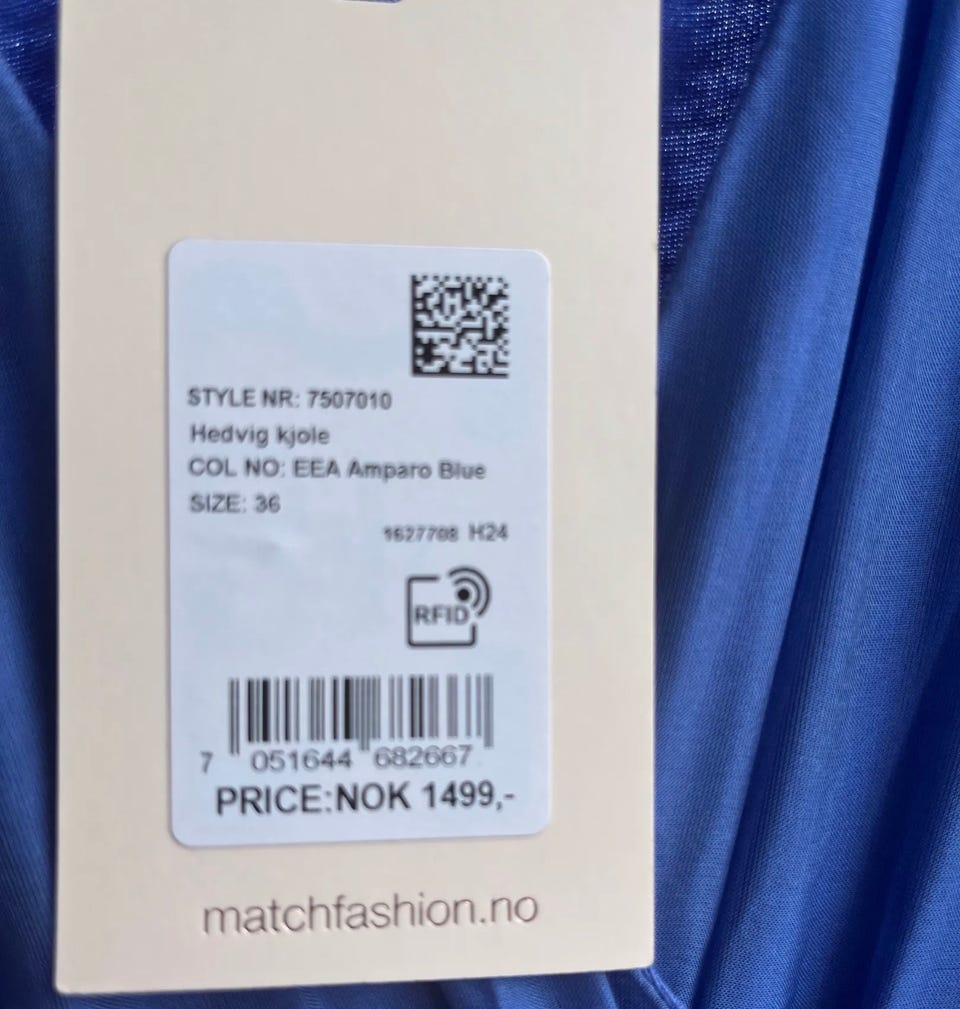 STYLE NR: 7507010
Hedvig kjole
COL NO: EEA Amparo Blue
SIZE: 36
1627708 H24
RFID
7 051644 682667
PRICE:NOK 1499,-
matchfashion.no